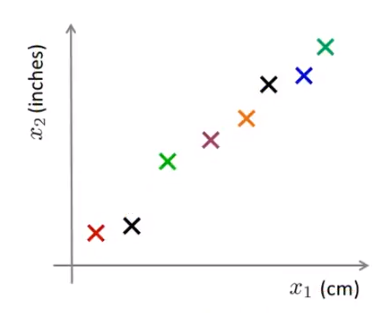 x₂ (inches)
x₁ (cm)